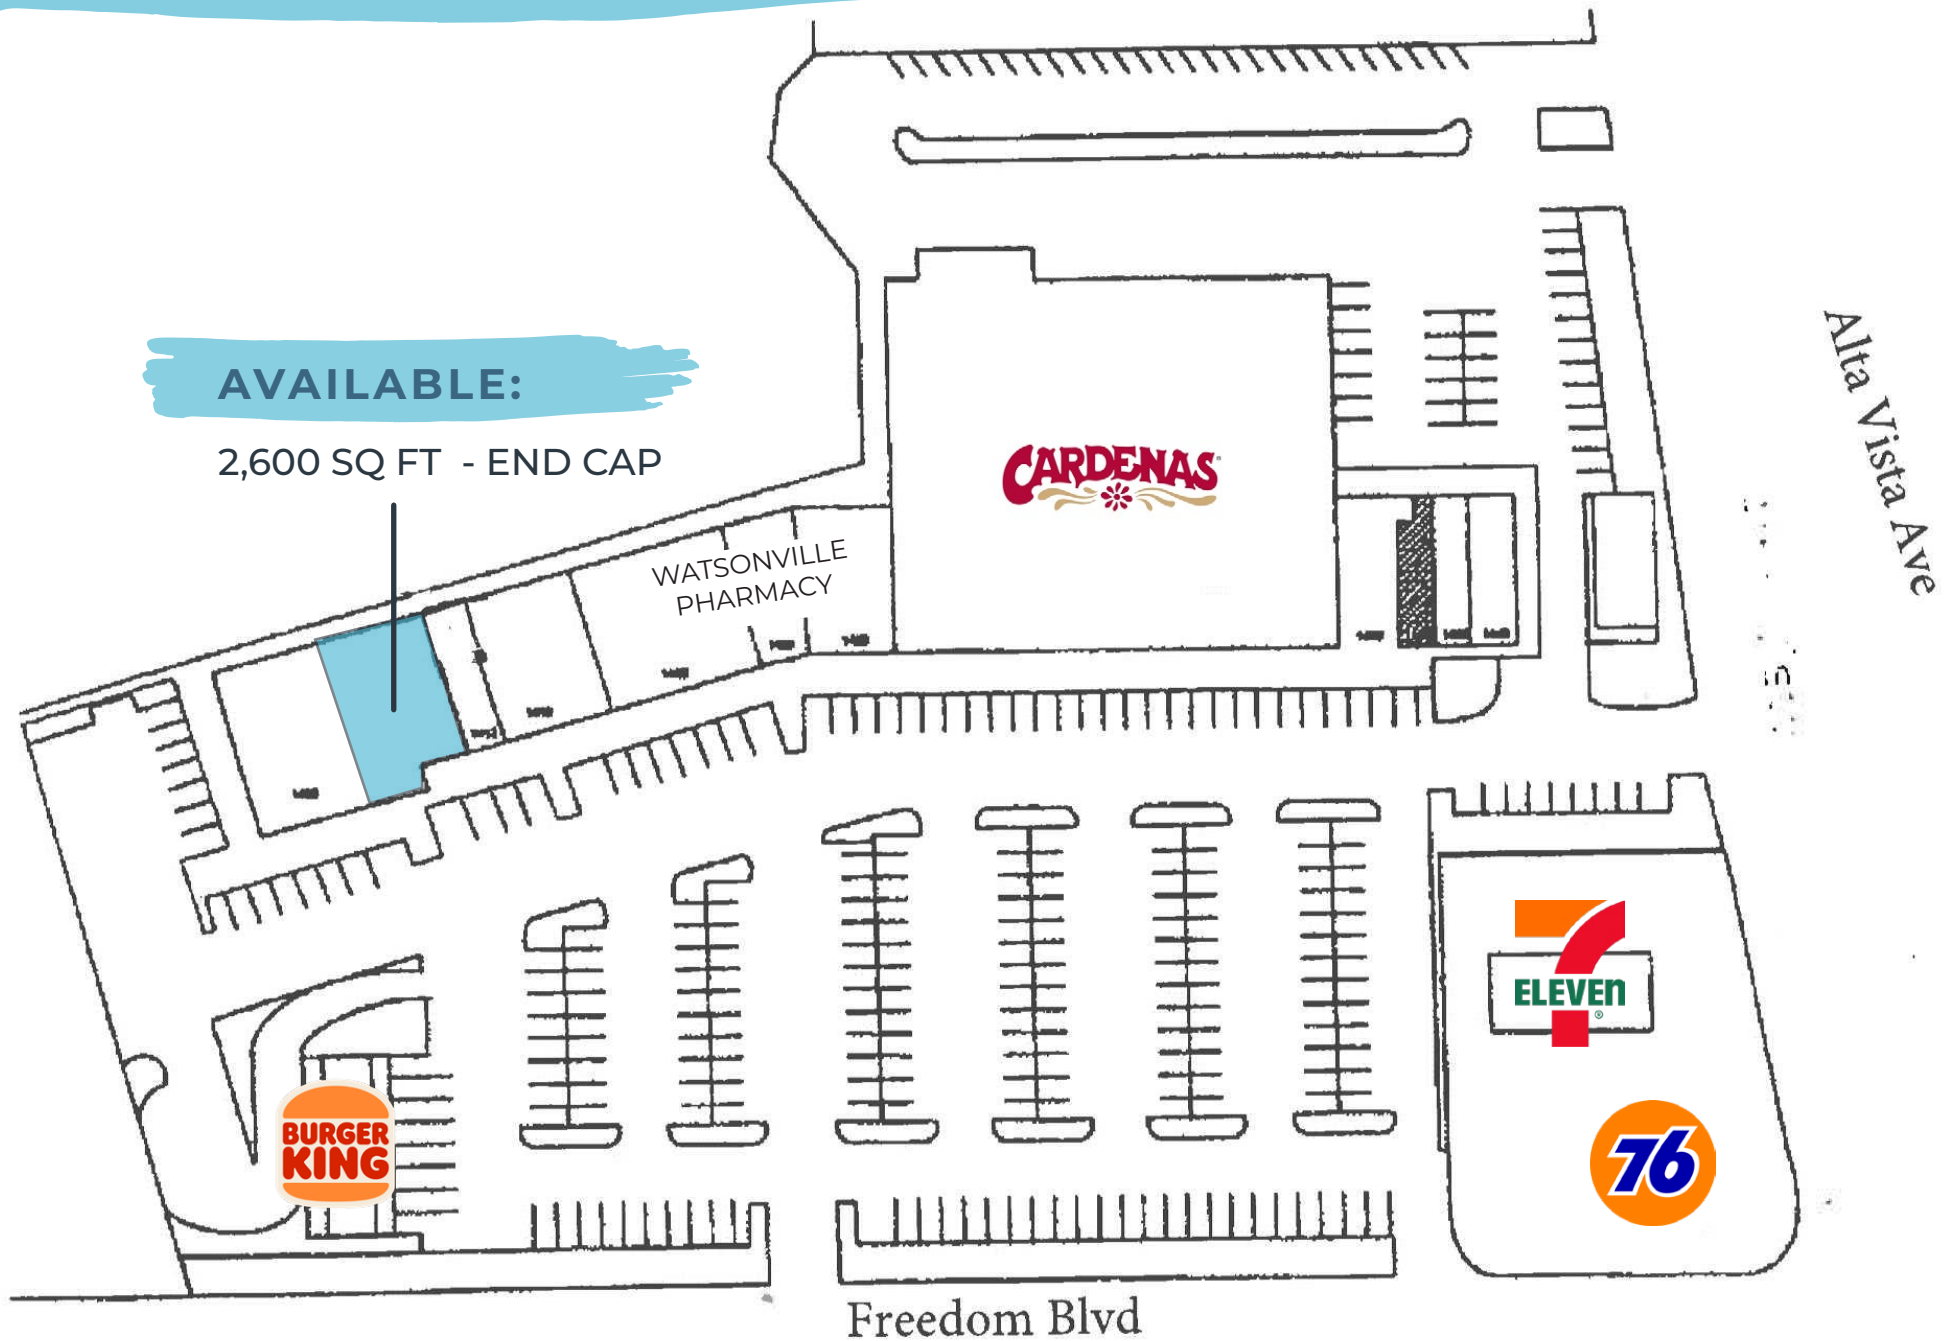 AVAILABLE:
2,600 SQ FT - END CAP
CARDENAS
WATSONVILLE
PHARMACY
Alta Vista Ave
7
ELEVEn
®
BURGER
KING
76
Freedom Blvd